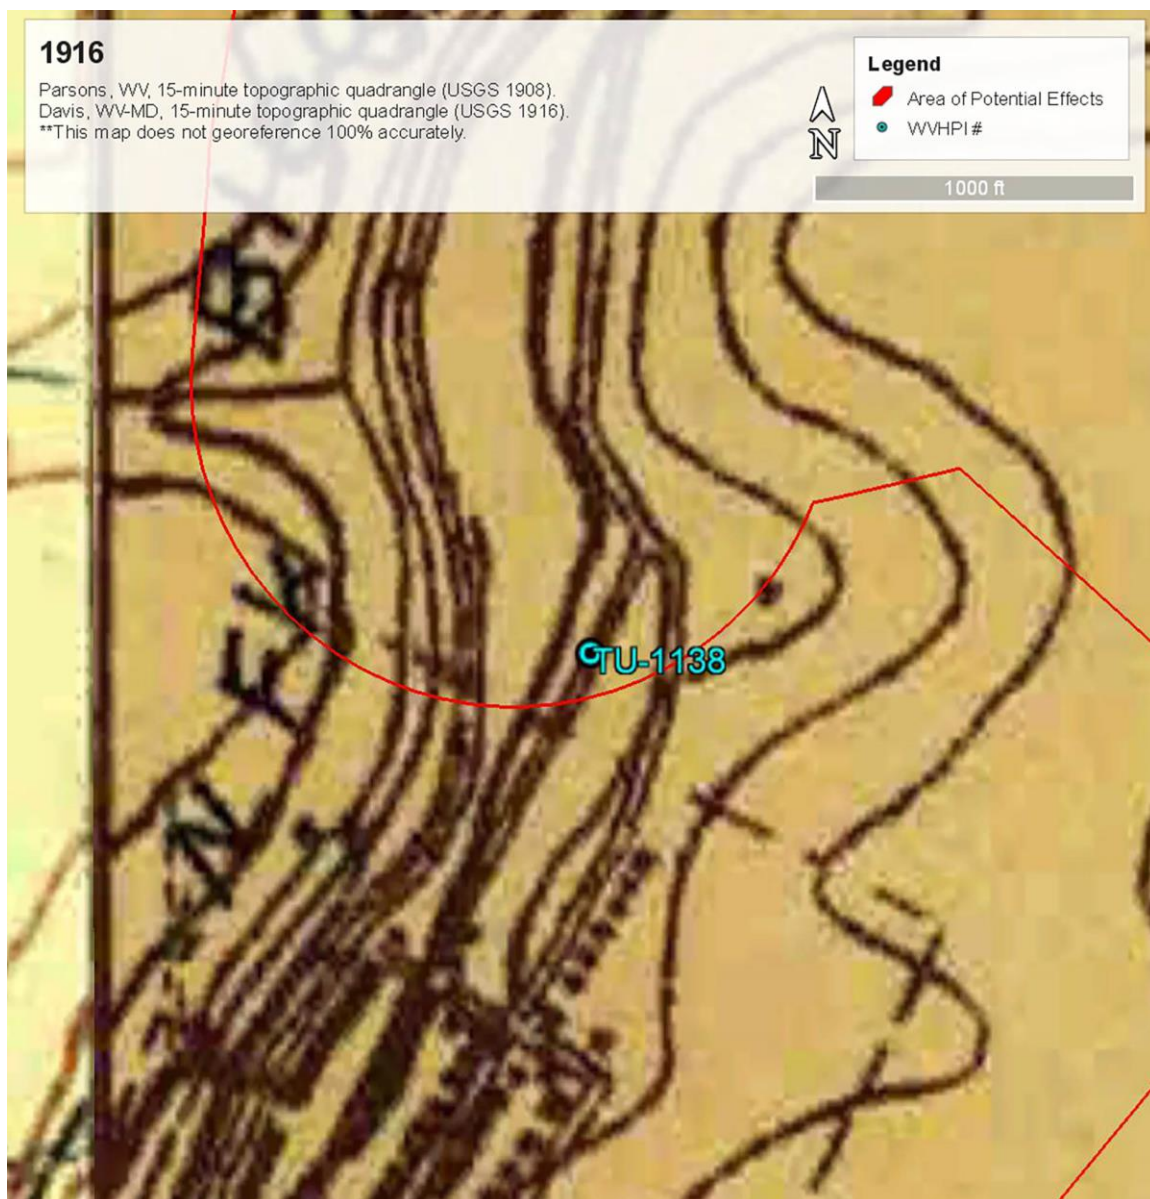 1916
Parsons, WV, 15-minute topographic quadrangle (USGS 1908).
Davis, WV-MD, 15-minute topographic quadrangle (USGS 1916).
**This map does not georeference 100% accurately.
N
Legend
Area of Potential Effects
WVHPI #
1000 ft
TU-1138